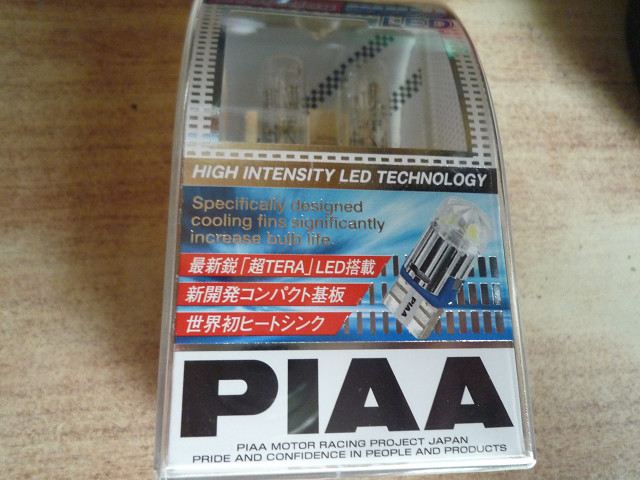 HIGH INTENSITY LED TECHNOLOGY
Specifically designed
cooling fins significantly
increase bulb life.
最新鋭「超TERA」LED搭載
新開発コンパクト基板
世界初ヒートシンク
PIAA
PIAA
PIAA MOTOR RACING PROJECT JAPAN
PRIDE AND CONFIDENCE IN PEOPLE AND PRODUCTS